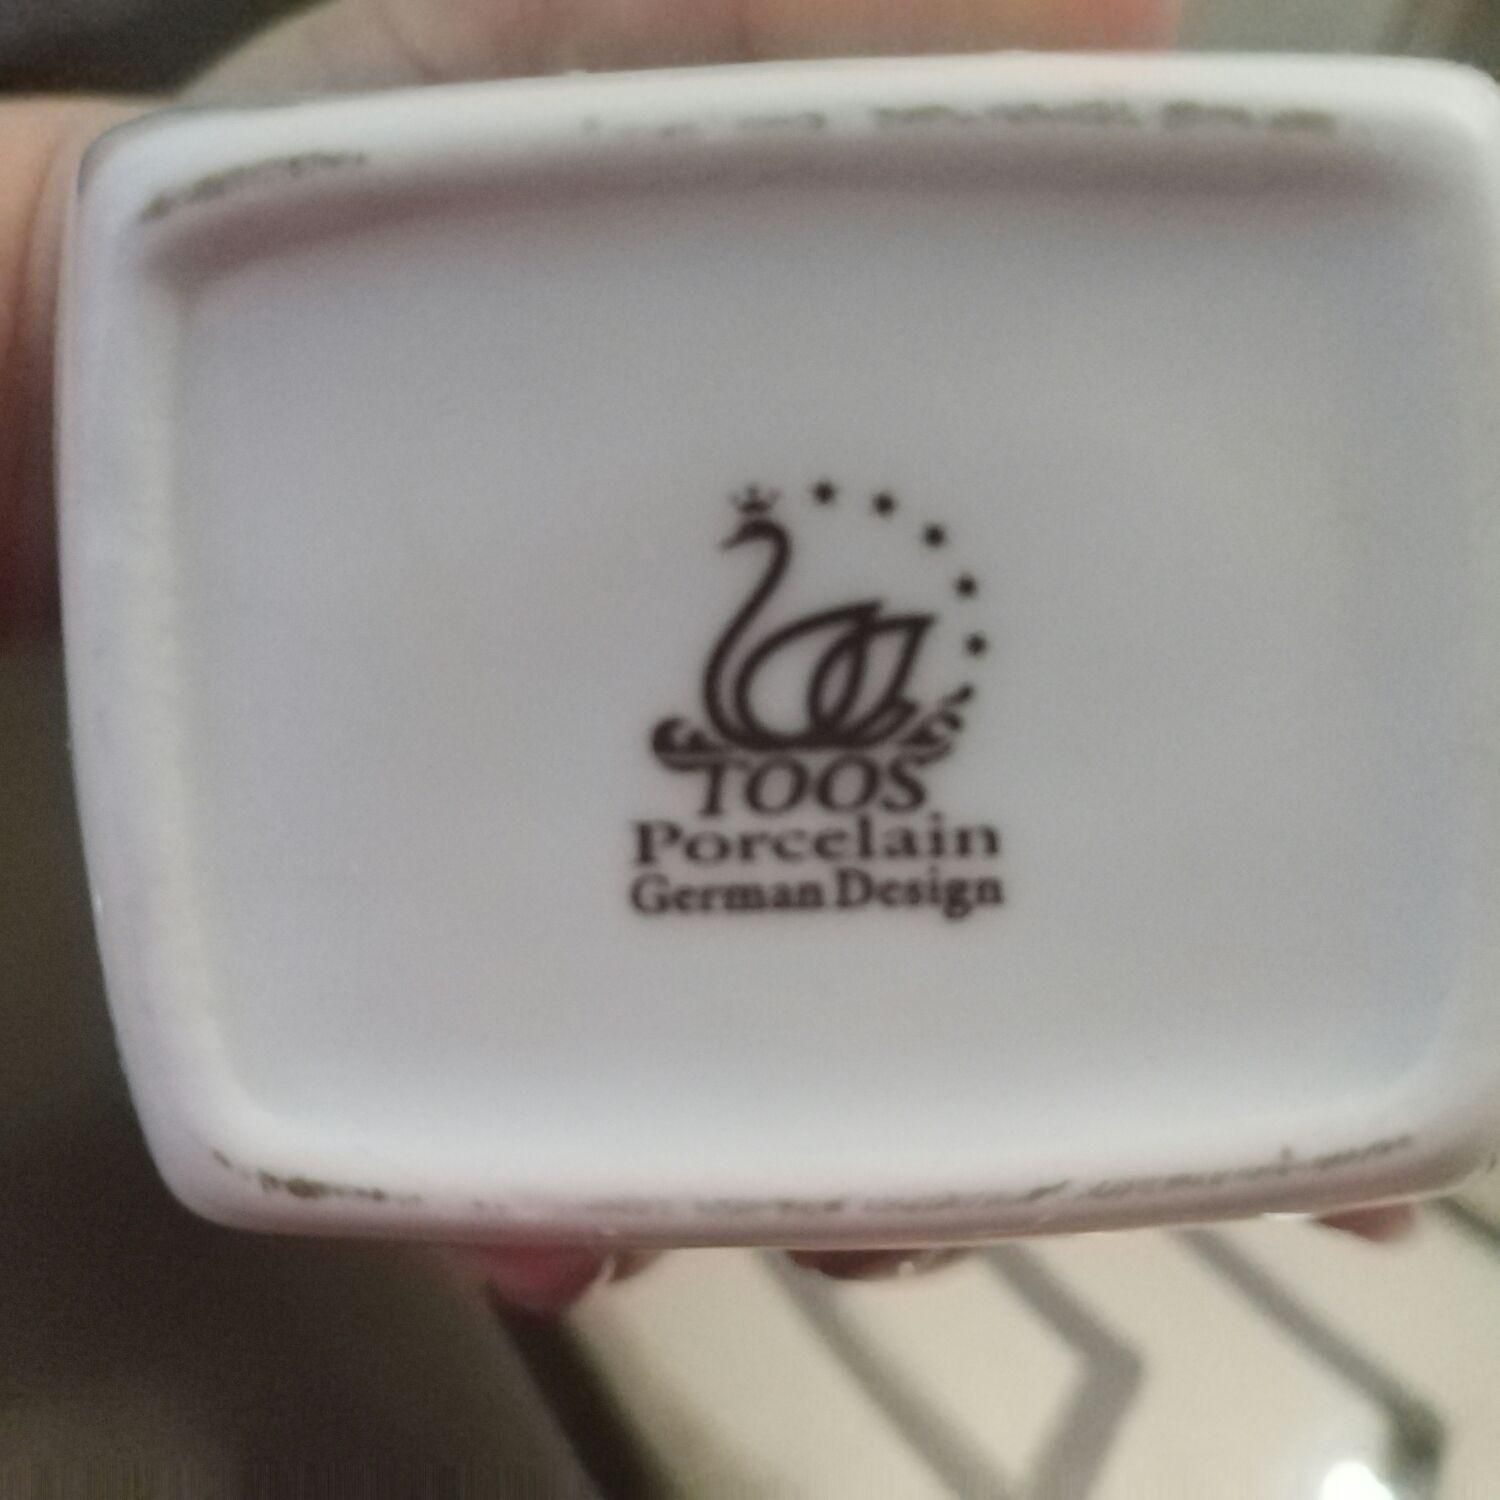 TOOS
Porcelain
German Design